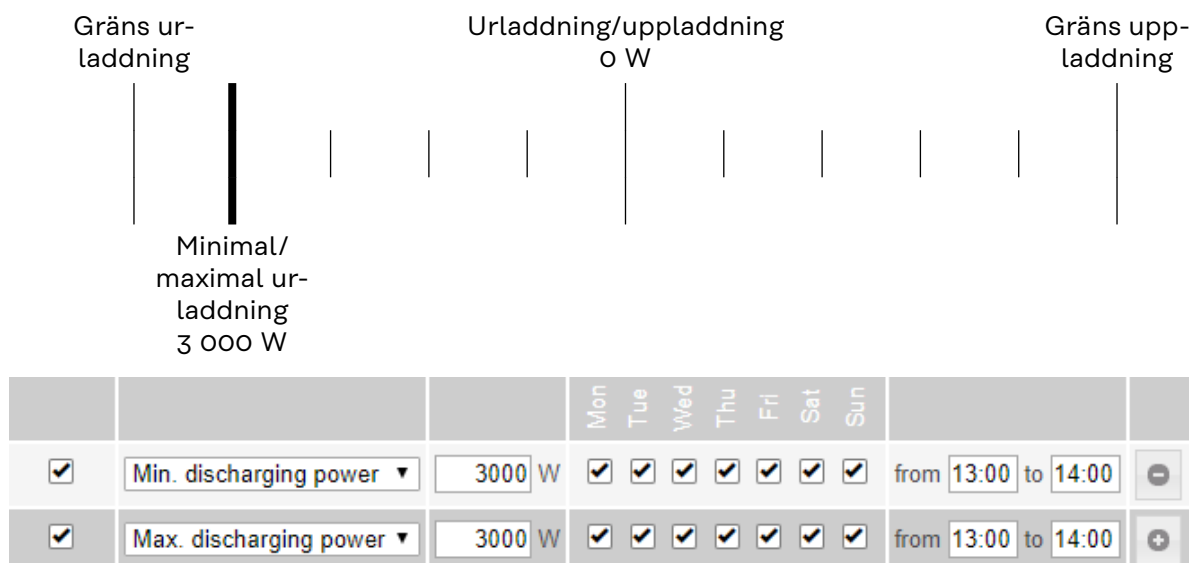 Gräns ur-
laddning
Urladdning/uppladdning
0 W
Gräns upp-
laddning
Minimal/
maximal ur-
laddning
3 000 W
Mon Tue Wed Thu Fri Sat Sun
Min. discharging power 3000 W from 13:00 to 14:00
Max. discharging power 3000 W from 13:00 to 14:00